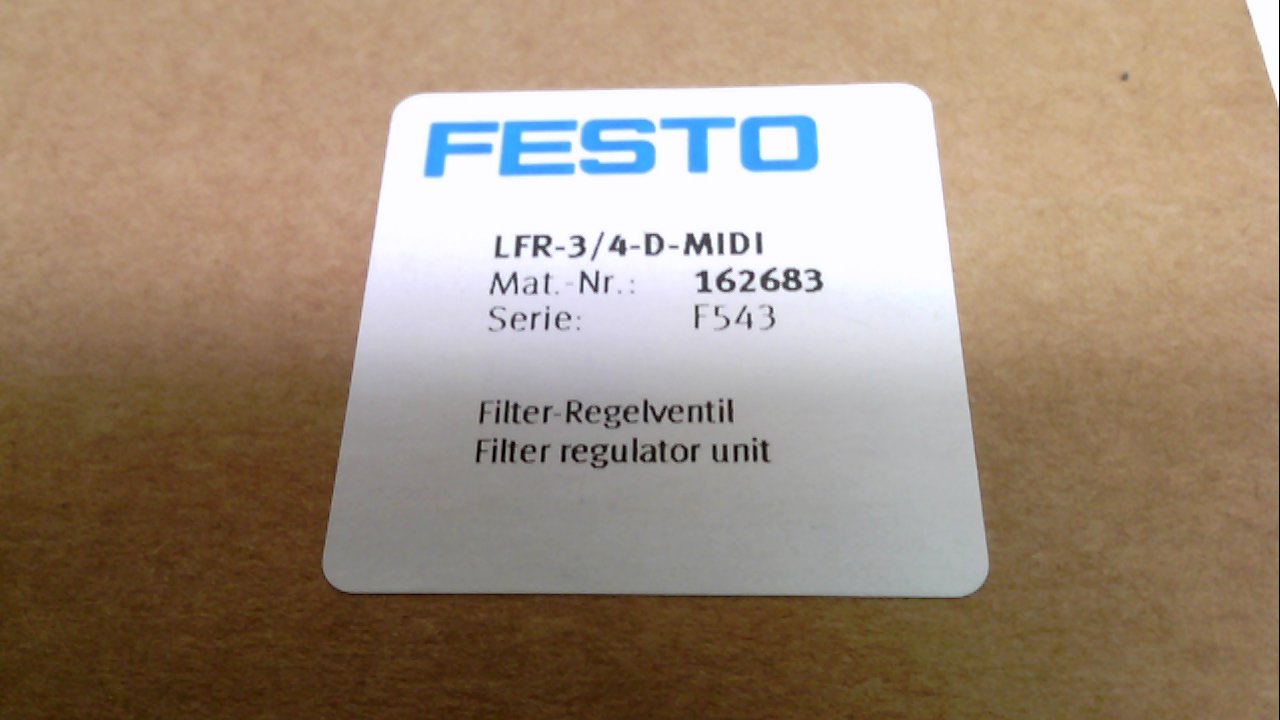 FESTO
LFR-3/4-D-MIDI
Mat.-Nr.: 162683
Serie: F543
Filter-Regelventil
Filter regulator unit